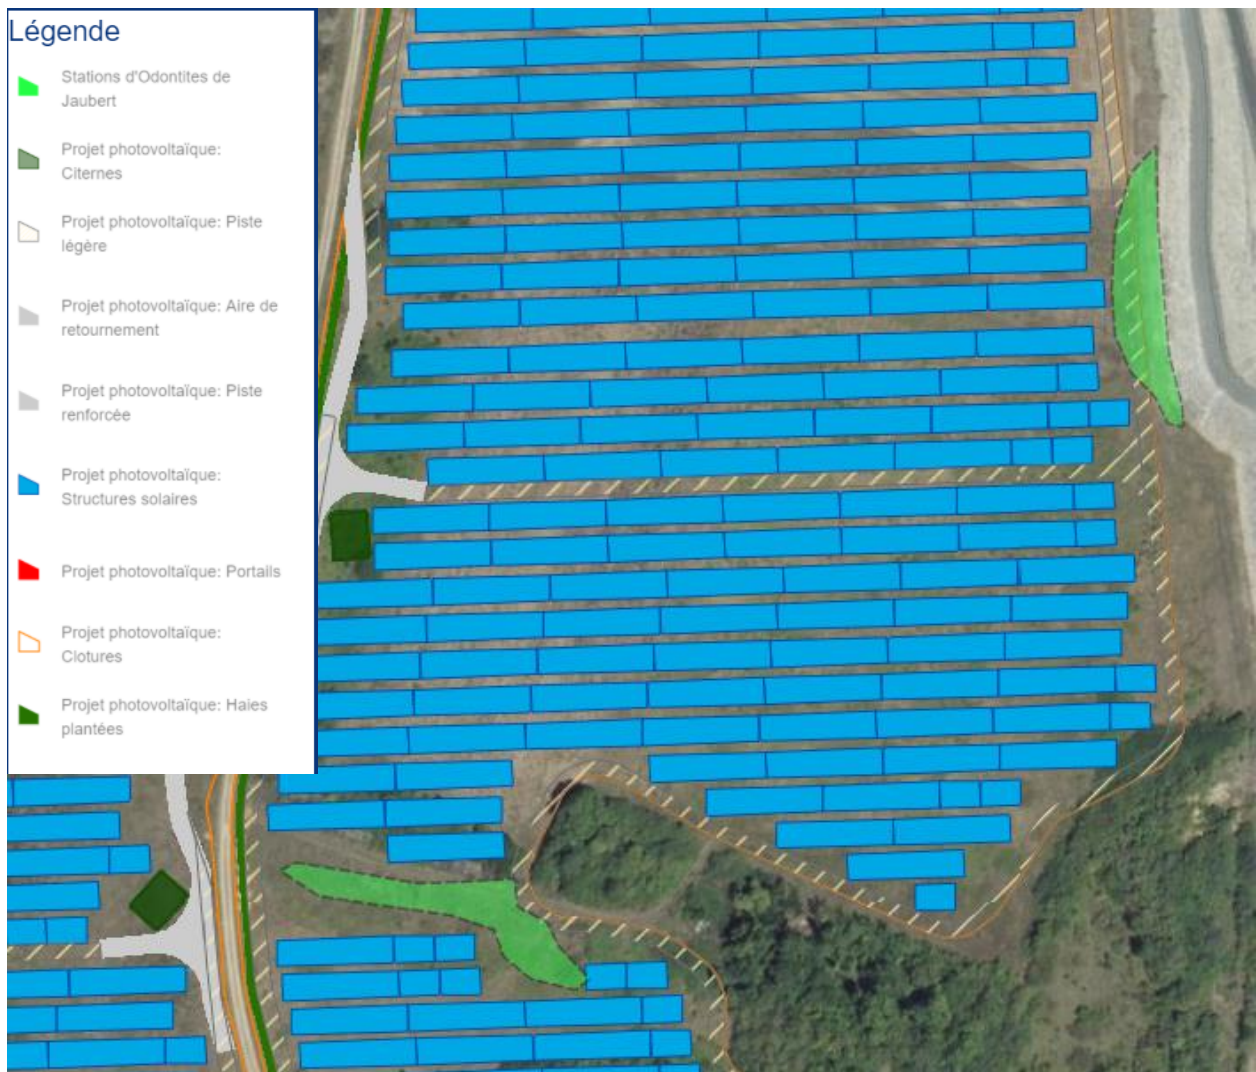 Légende
Stations d'Odontites de
Jaubert
Projet photovoltaïque:
Citernes
Projet photovoltaïque: Piste
légère
Projet photovoltaïque: Aire de
retournement
Projet photovoltaïque: Piste
renforcée
Projet photovoltaïque:
Structures solaires
Projet photovoltaïque: Portails
Projet photovoltaïque:
Clotures
Projet photovoltaïque: Haies
plantées